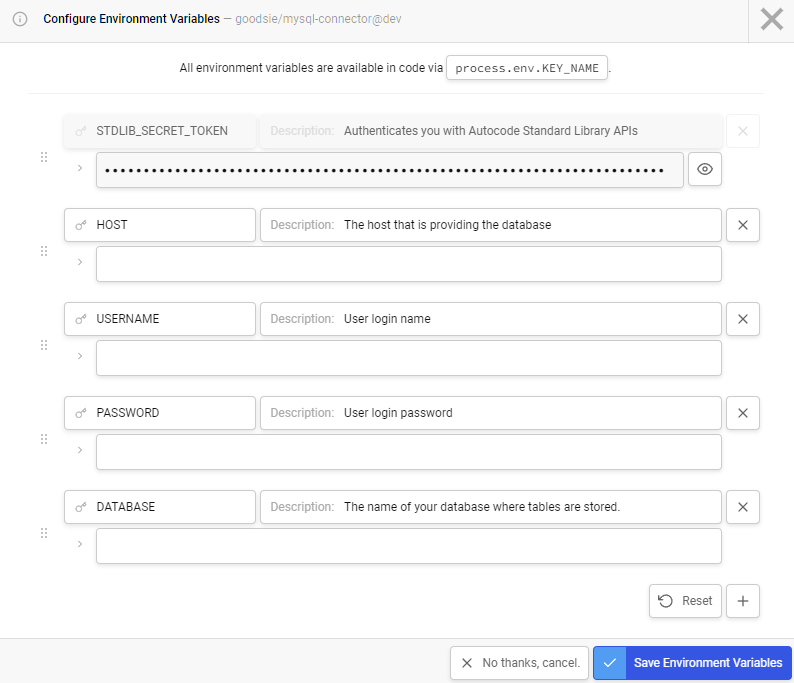 Configure Environment Variables — goodsie/mysql-connector@dev
All environment variables are available in code via process.env.KEY_NAME.
STDLIB_SECRET_TOKEN Description: Authenticates you with Autocode Standard Library APIs
HOST Description: The host that is providing the database
USERNAME Description: User login name
PASSWORD Description: User login password
DATABASE Description: The name of your database where tables are stored.
Reset
No thanks, cancel. Save Environment Variables